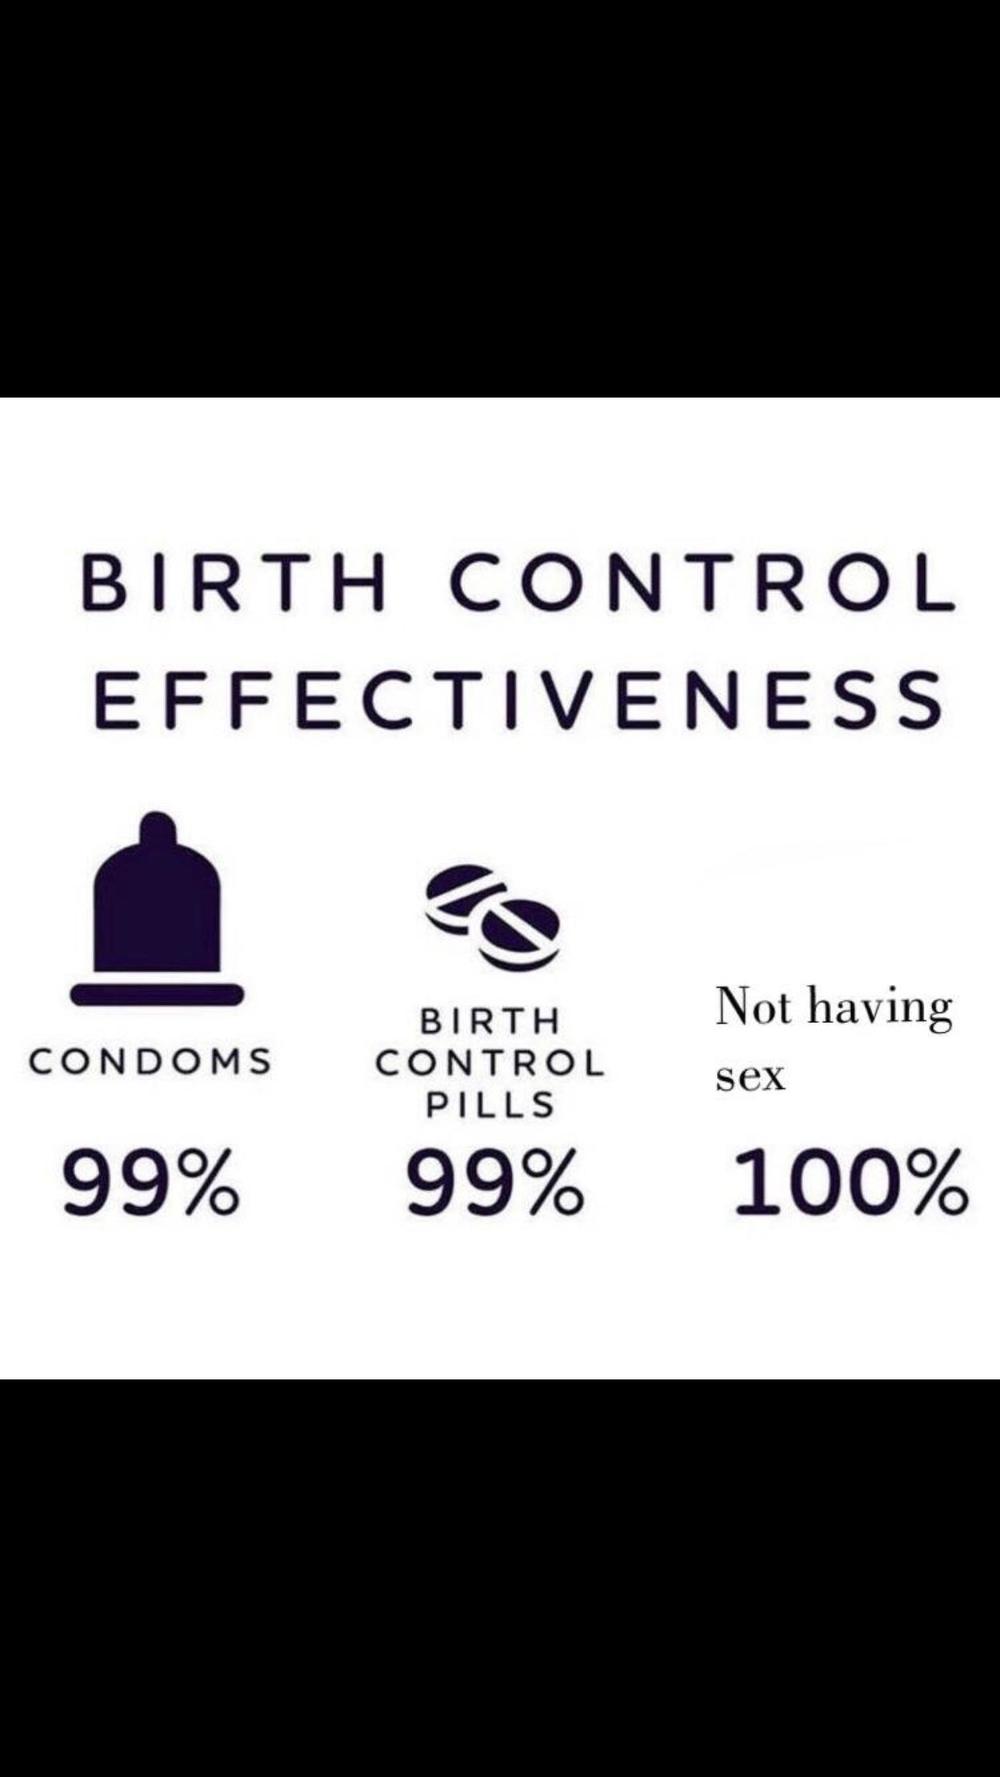 BIRTH CONTROL
EFFECTIVENESS
CONDOMS
99%
BIRTH
CONTROL
PILLS
99%
Not having
sex
100%